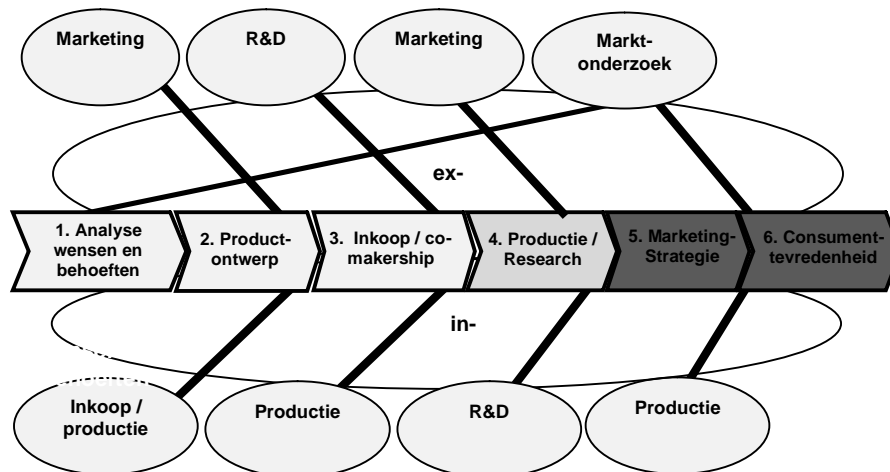 Marketing
R&D
Marketing
Markt-
onderzoek
ex-
1. Analyse
wensen en
behoeften
2. Product-
ontwerp
3. Inkoop / co-
makership
4. Productie /
Research
5. Marketing-
Strategie
6. Consument-
tevredenheid
in-
Inkoop /
productie
Productie
R&D
Productie